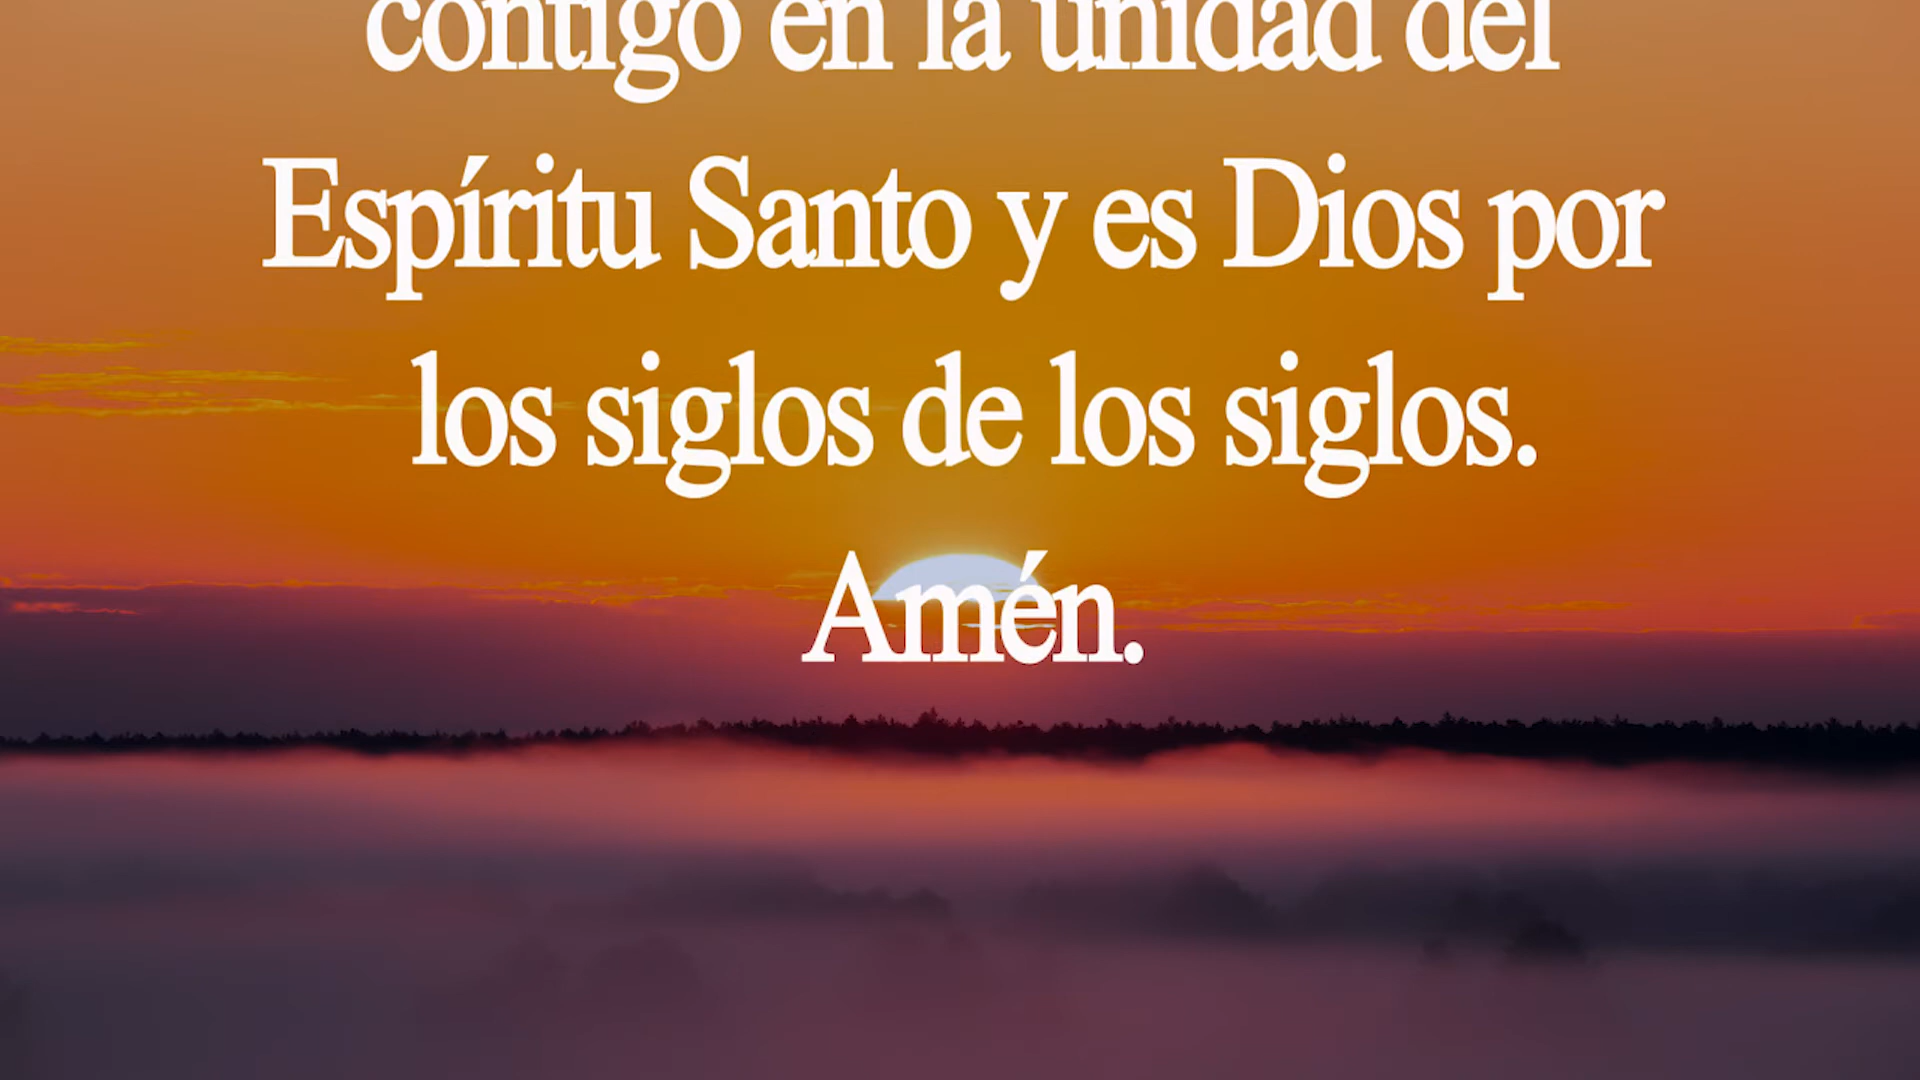 contigo en la unidad del
Espíritu Santo y es Dios por
los siglos de los siglos.
Amén.